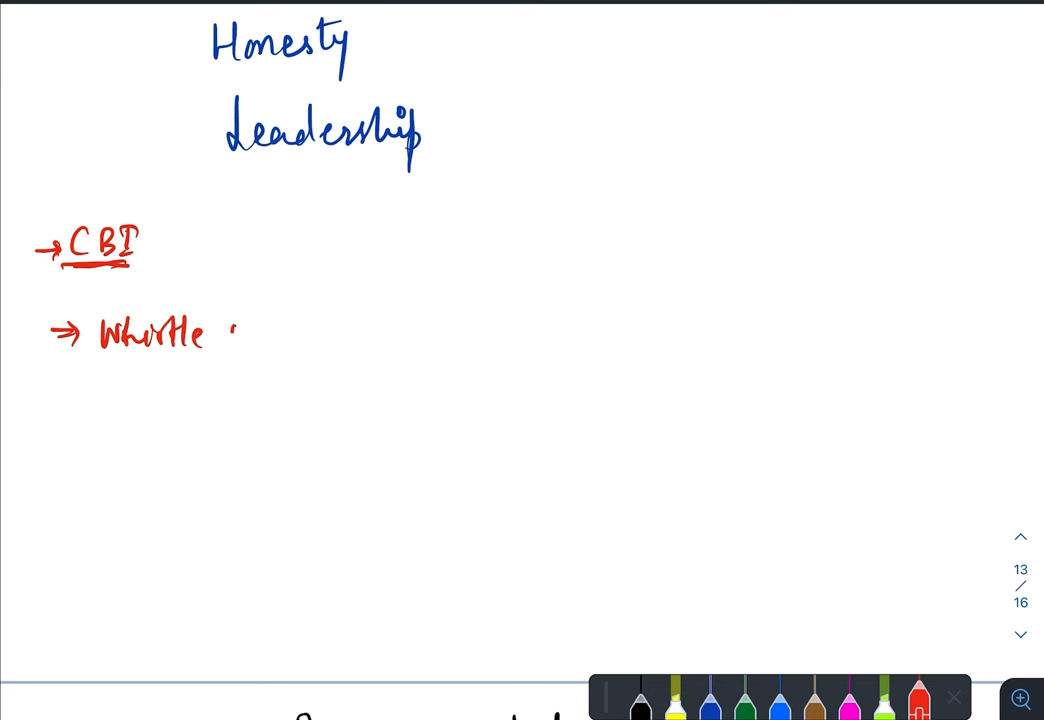 Honesty
Leadership
→ CBI
→ Whistle
13
/
16